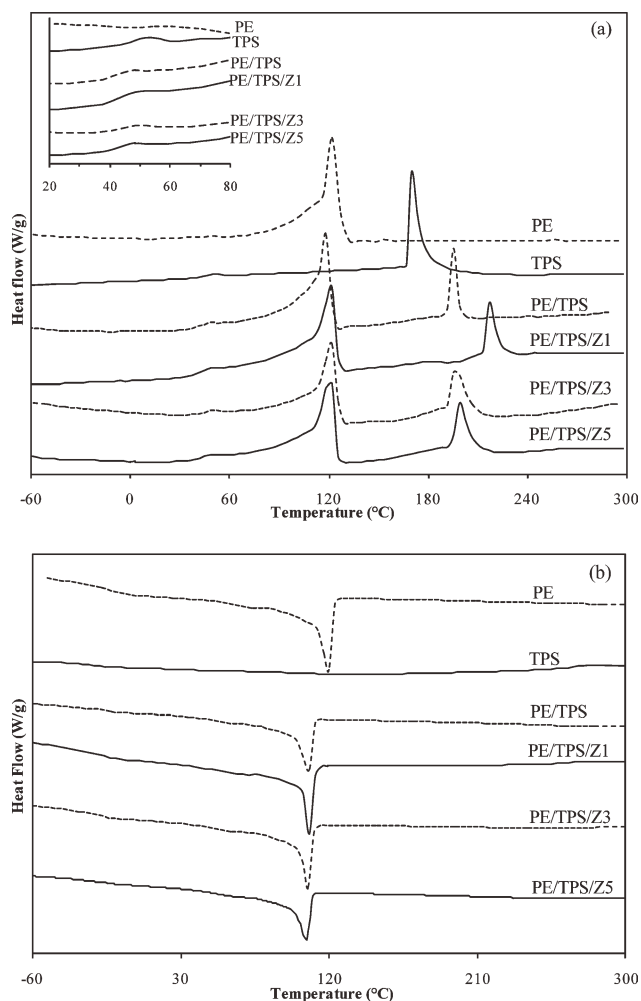 (a)
PE
TPS
PE/TPS
PE/TPS/Z1
PE/TPS/Z3
PE/TPS/Z5
20 40 60 80
PE
TPS
PE/TPS
PE/TPS/Z1
PE/TPS/Z3
PE/TPS/Z5
Heat flow (W/g)
-60 0 60 120 180 240 300
Temperature (°C)
(b)
PE
TPS
PE/TPS
PE/TPS/Z1
PE/TPS/Z3
PE/TPS/Z5
Heat Flow (W/g)
-60 30 120 210 300
Temperature (°C)